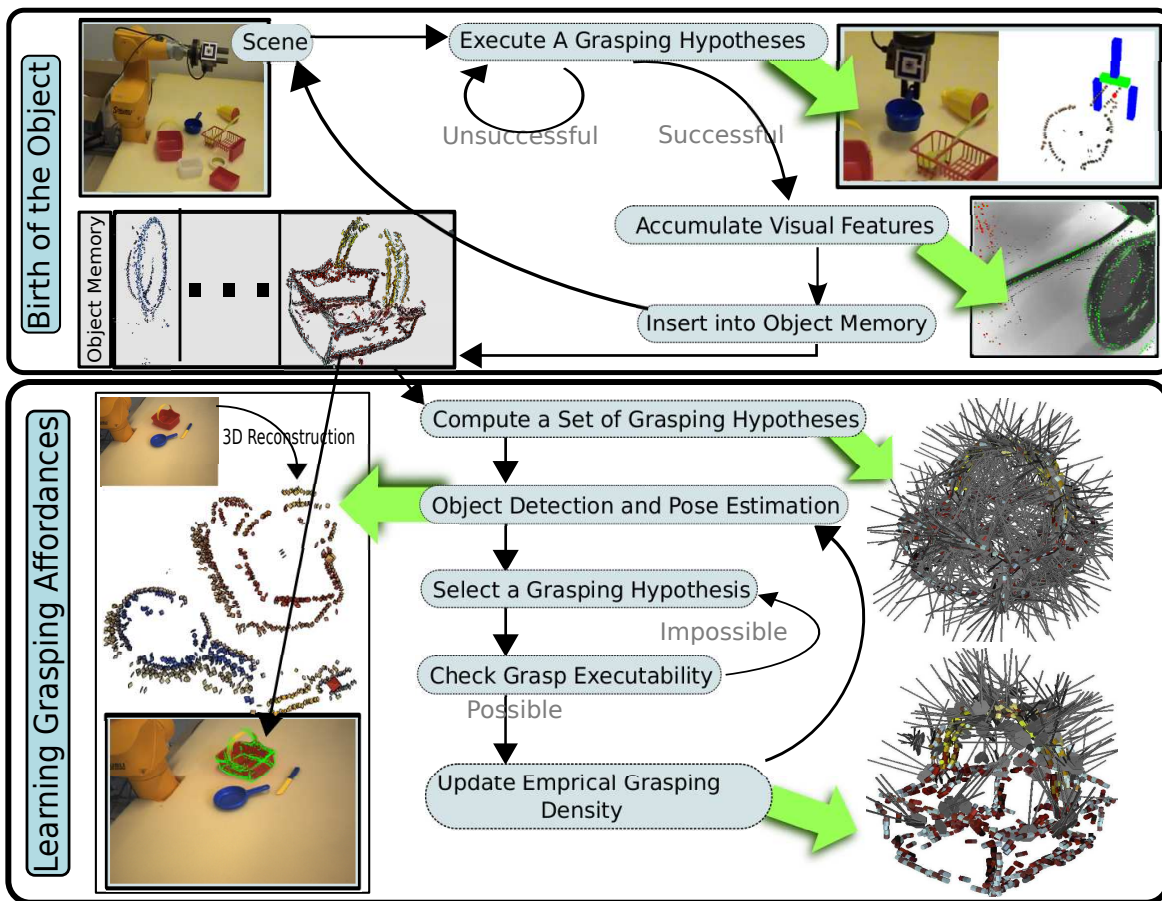 Birth of the Object
Scene
Execute A Grasping Hypotheses
Unsuccessful
Successful
Accumulate Visual Features
Object Memory
Insert into Object Memory
Learning Grasping Affordances
3D Reconstruction
Compute a Set of Grasping Hypotheses
Object Detection and Pose Estimation
Select a Grasping Hypothesis
Impossible
Check Grasp Executability
Possible
Update Emprical Grasping
Density